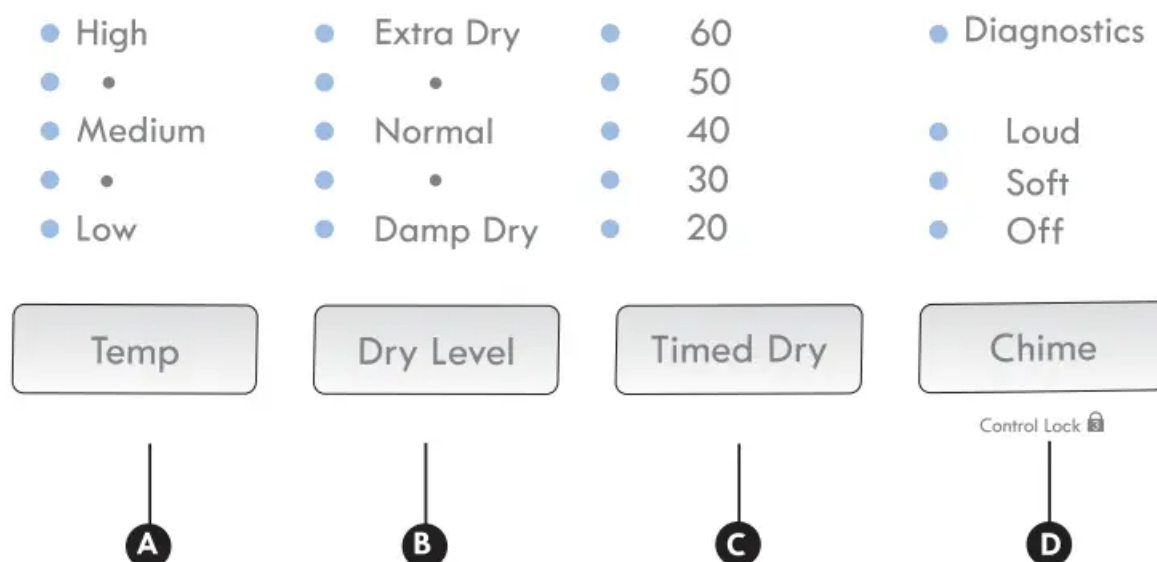 High
Medium
Low
Temp
A
Extra Dry
Normal
Damp Dry
Dry Level
B
60
50
40
30
20
Timed Dry
C
Diagnostics
Loud
Soft
Off
Chime
Control Lock 3
D